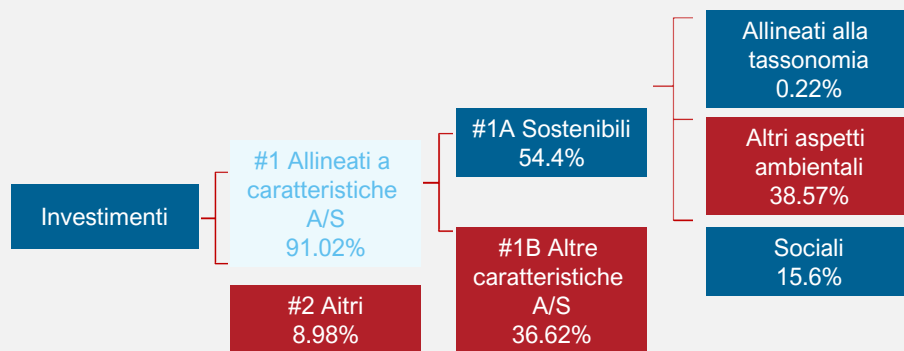 Investimenti
#1 Allineati a
caratteristiche
A/S
91.02%
#2 Aitri
8.98%
#1A Sostenibili
54.4%
#1B Altre
caratteristiche
A/S
36.62%
Allineati alla
tassonomia
0.22%
Altri aspetti
ambientali
38.57%
Sociali
15.6%